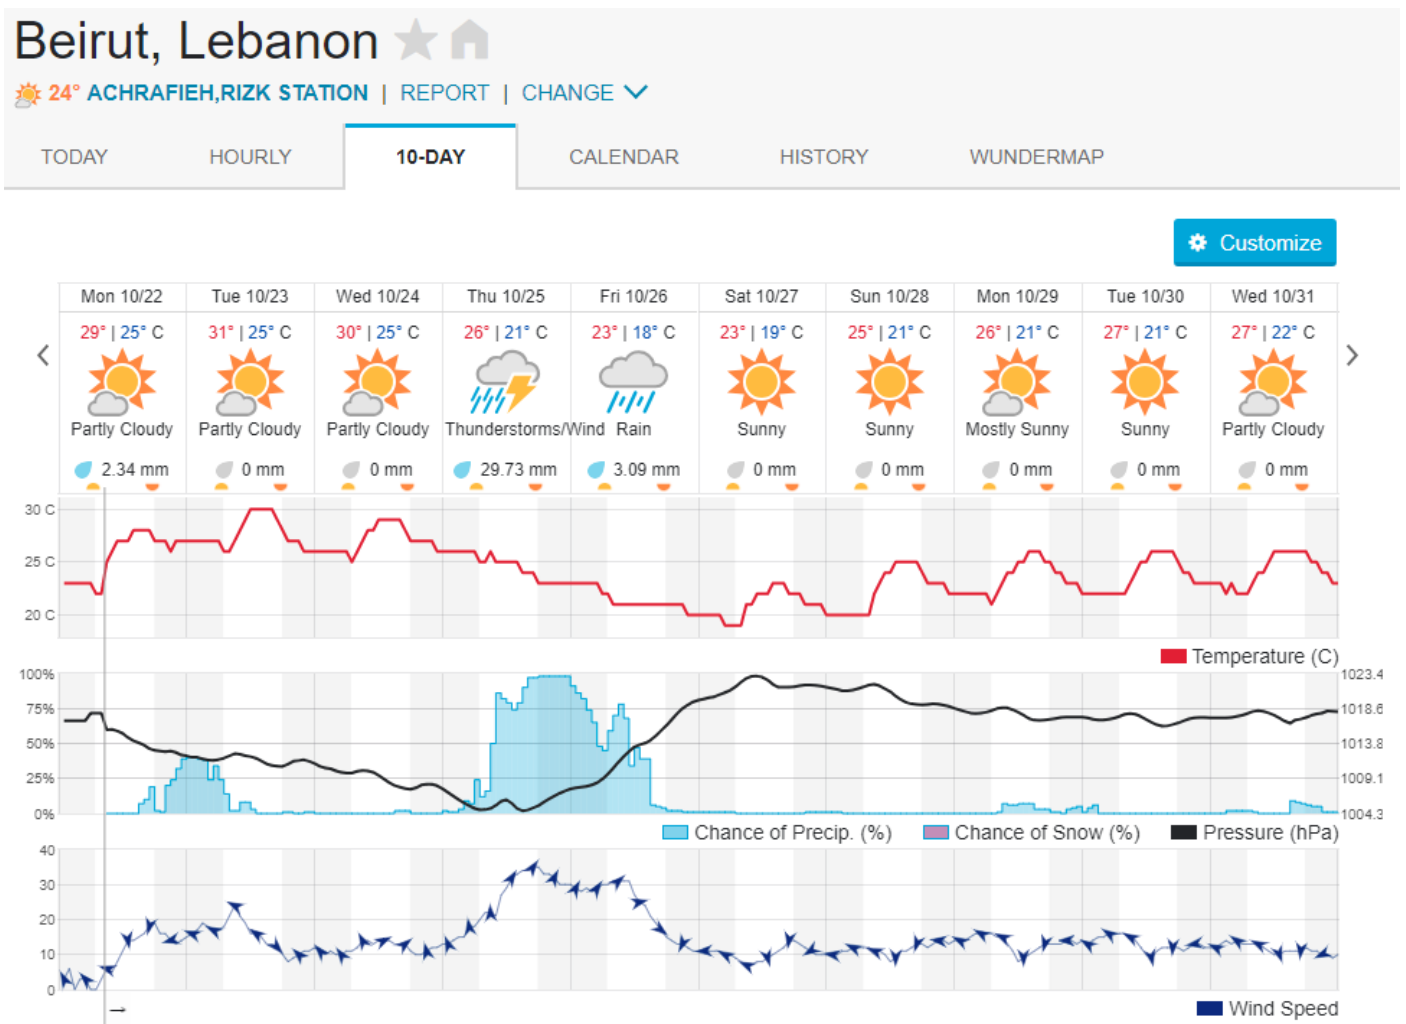 Beirut, Lebanon
24° ACHRAFIEH,RIZK STATION | REPORT | CHANGE
TODAY HOURLY 10-DAY CALENDAR HISTORY WUNDERMAP
Customize
Mon 10/22 Tue 10/23 Wed 10/24 Thu 10/25 Fri 10/26 Sat 10/27 Sun 10/28 Mon 10/29 Tue 10/30 Wed 10/31
29° | 25° C 31° | 25° C 30° | 25° C 26° | 21° C 23° | 18° C 23° | 19° C 25° | 21° C 26° | 21° C 27° | 21° C 27° | 22° C
Partly Cloudy Partly Cloudy Partly Cloudy Thunderstorms/Wind Rain Sunny Sunny Mostly Sunny Sunny Partly Cloudy
2.34 mm 0 mm 0 mm 29.73 mm 3.09 mm 0 mm 0 mm 0 mm 0 mm 0 mm
30 C
25 C
20 C
Temperature (C)
100% 1023.4
75% 1018.6
50% 1013.8
25% 1009.1
0% 1004.3
Chance of Precip. (%) Chance of Snow (%) Pressure (hPa)
40
30
20
10
0
Wind Speed